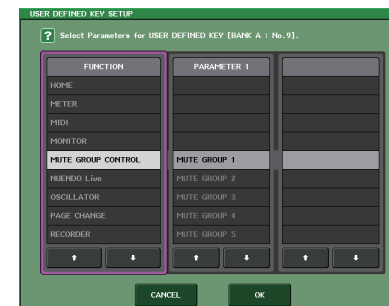 USER DEFINED KEY SETUP
? Select Parameters for USER DEFINED KEY [BANK A : No.9].
FUNCTION
HOME
METER
MIDI
MONITOR
MUTE GROUP CONTROL
NUENDO Live
OSCILLATOR
PAGE CHANGE
RECORDER
PARAMETER 1
MUTE GROUP 1
MUTE GROUP 2
MUTE GROUP 3
MUTE GROUP 4
MUTE GROUP 5
CANCEL
OK